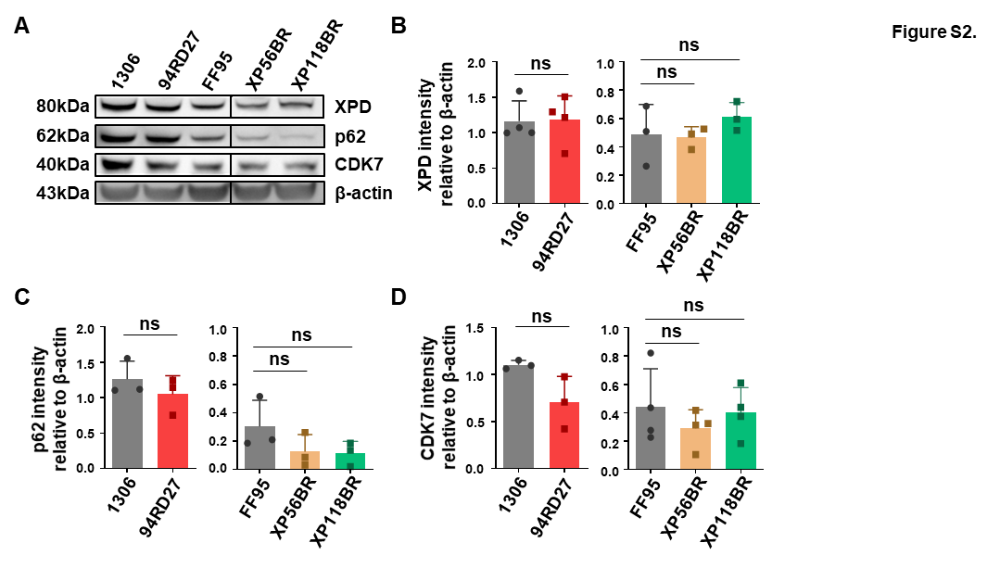 Figure S2.
A
1306
94RD27
FF95
XP56BR
XP118BR
80kDa
XPD
62kDa
p62
40kDa
CDK7
43kDa
β-actin
B
XPD intensity
relative to β-actin
2.0
1.5
1.0
0.5
0.0
ns
1306
94RD27
1.0
0.8
0.6
0.4
0.2
0.0
ns
ns
FF95
XP56BR
XP118BR
C
p62 intensity
relative to β-actin
2.0
1.5
1.0
0.5
0.0
ns
1306
94RD27
1.0
0.8
0.6
0.4
0.2
0.0
ns
ns
FF95
XP56BR
XP118BR
D
CDK7 intensity
relative to β-actin
1.5
1.0
0.5
0.0
ns
1306
94RD27
1.0
0.8
0.6
0.4
0.2
0.0
ns
ns
FF95
XP56BR
XP118BR